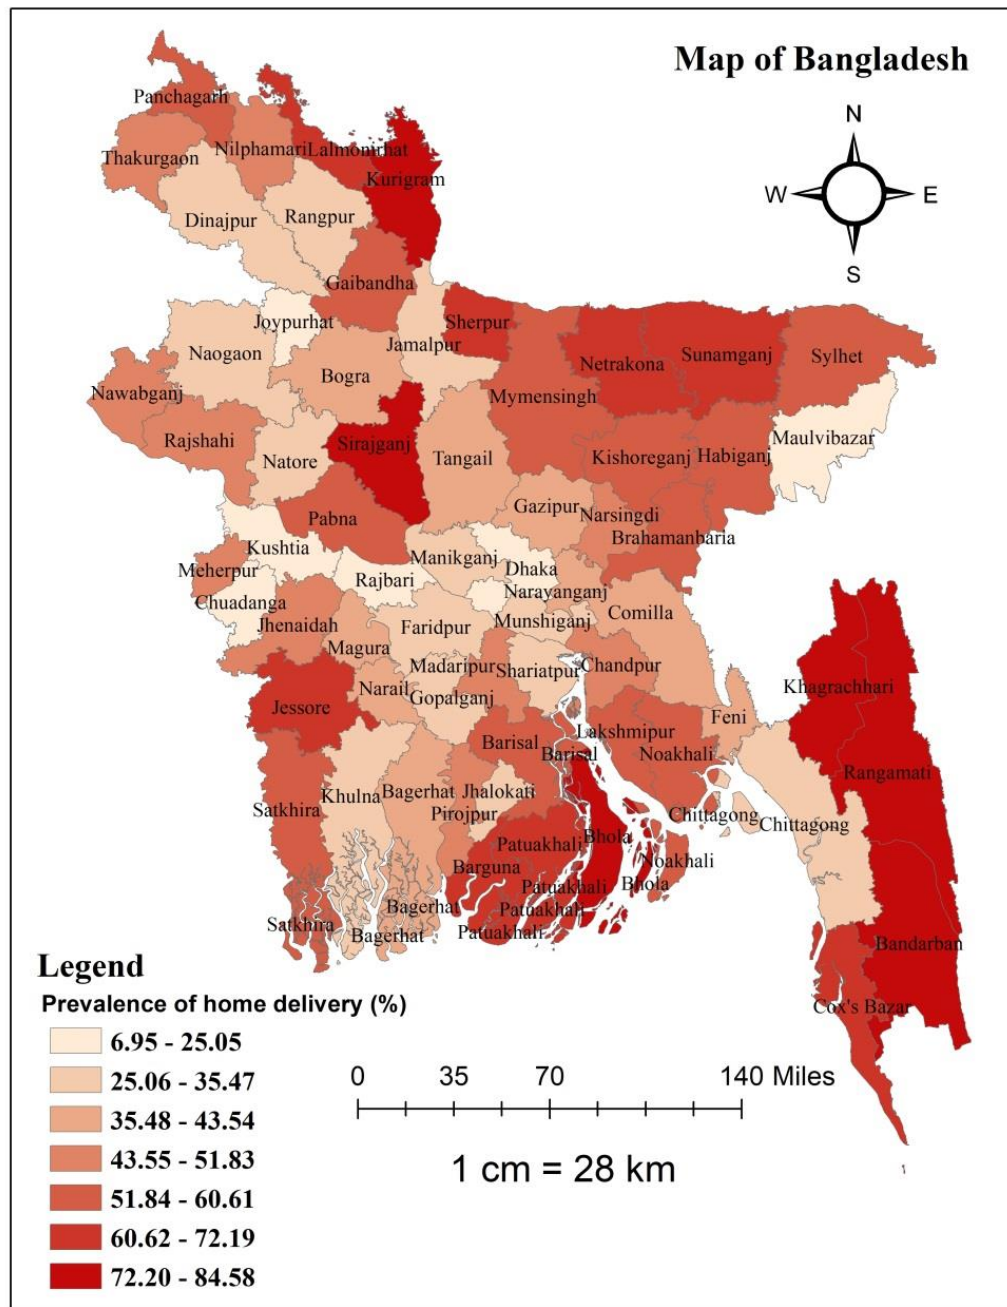 Map of Bangladesh
N
W E
S
Panchagarh
Thakurgaon
Nilphamari
Lalmonirhat
Kurigram
Dinajpur
Rangpur
Gaibandha
Joypurhat
Sherpur
Jamalpur
Naogaon
Bogra
Netrakona
Sunamganj
Sylhet
Nawabganj
Mymensingh
Rajshahi
Sirajganj
Maulvibazar
Natore
Tangail
Kishoreganj
Habiganj
Pabna
Gazipur
Narsingdi
Brahamanbaria
Kushtia
Manikganj
Meherpur
Rajbari
Dhaka
Chuadanga
Narayanganj
Jhenaidah
Faridpur
Munshiganj
Comilla
Magura
Madaripur
Shariatpur
Chandpur
Narail
Gopalganj
Khagrachhari
Jessore
Feni
Barisal
Barisal
Lakshmipur
Noakhali
Rangamati
Satkhira
Khulna
Bagerhat
Jhalokati
Pirojpur
Chittagong
Chittagong
Patuakhali
Bhola
Noakhali
Barguna
Patuakhali
Bhola
Bagerhat
Patuakhali
Satkhira
Bagerhat
Patuakhali
Bandarban
Cox's Bazar
Legend
Prevalence of home delivery (%)
6.95 - 25.05
25.06 - 35.47
35.48 - 43.54
43.55 - 51.83
51.84 - 60.61
60.62 - 72.19
72.20 - 84.58
0 35 70 140 Miles
1 cm = 28 km